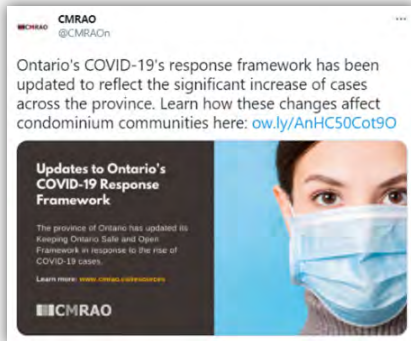 CMRAO
CMRAO
@CMRAOn
...
Ontario's COVID-19's response framework has been
updated to reflect the significant increase of cases
across the province. Learn how these changes affect
condominium communities here: ow.ly/AnHC50Cot9O
Updates to Ontario's
COVID-19 Response
Framework
The province of Ontario has updated its
Keeping Ontario Safe and Open
Framework in response to the rise of
COVID-19 cases.
Learn more: www.cmrao.ca/resources
CMRAO